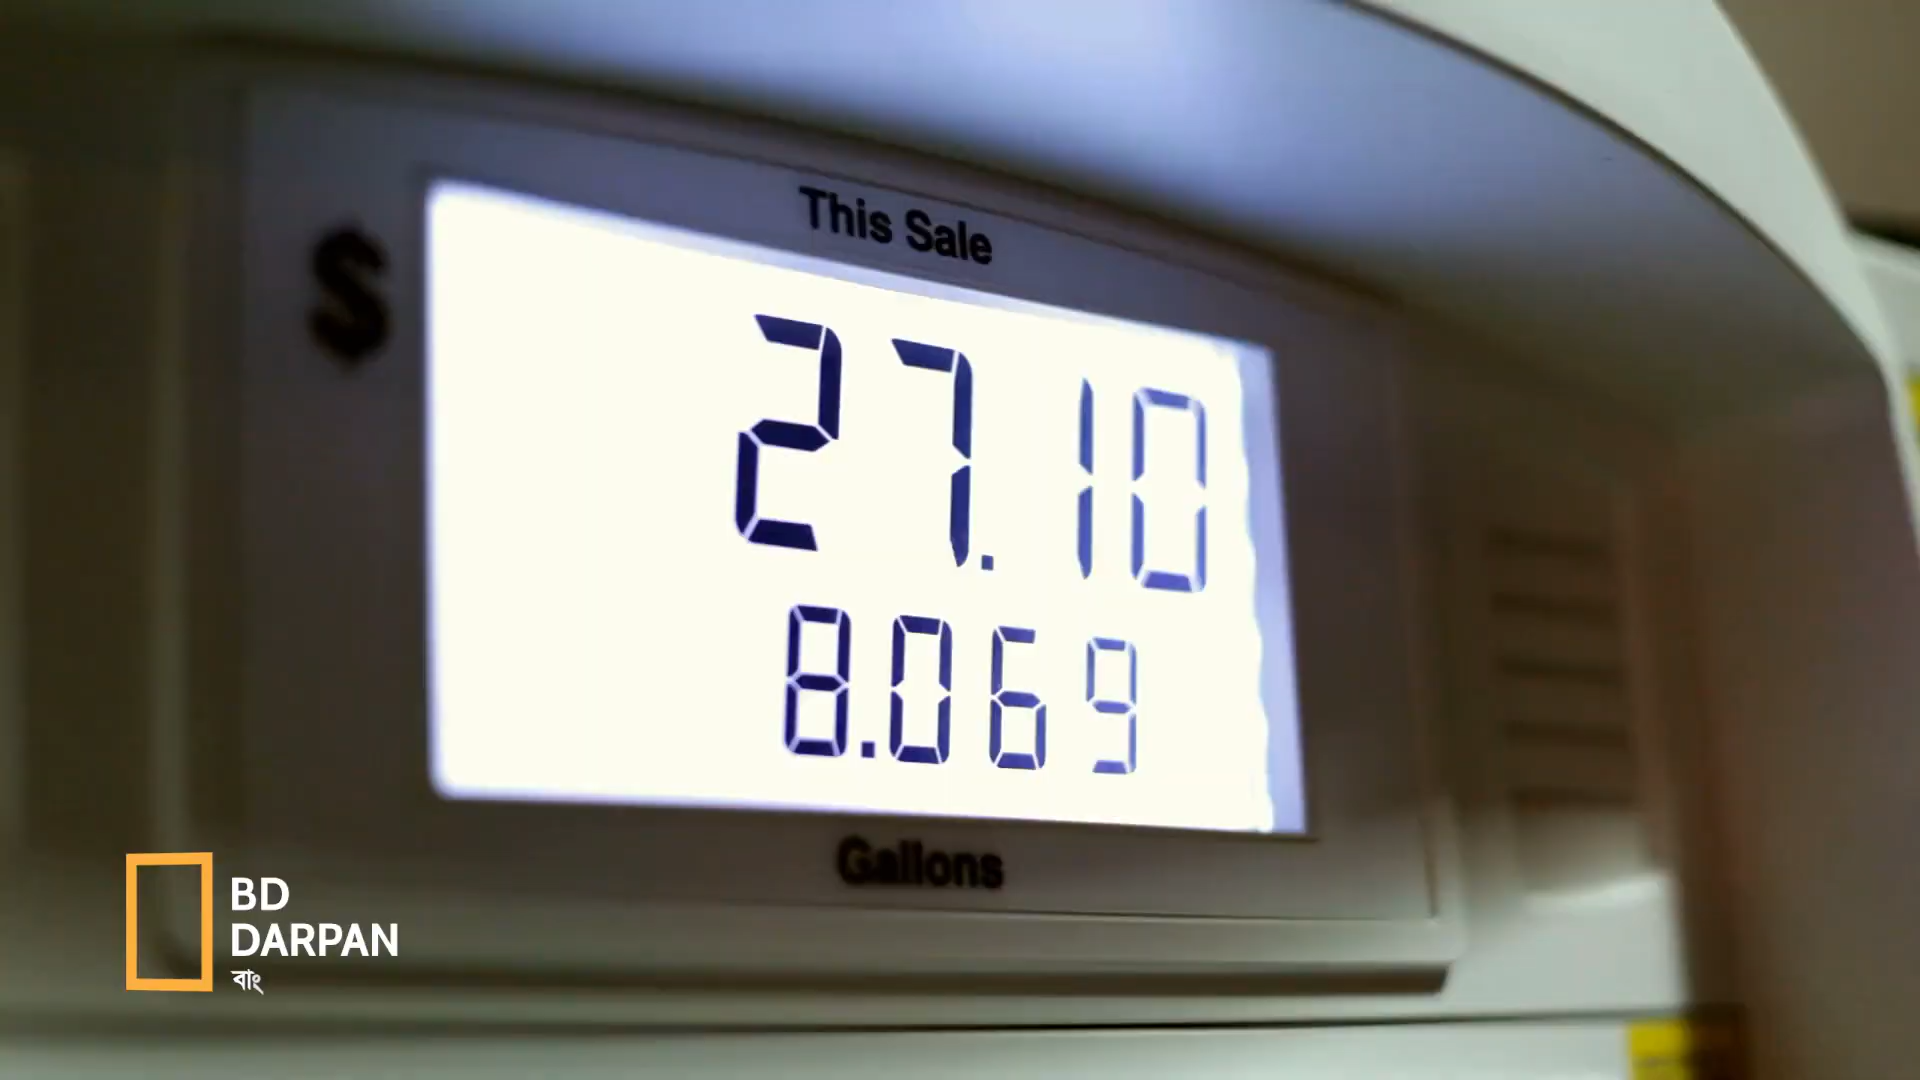 This Sale
$
27.10
8.069
Gallons
BD
DARPAN
বাং